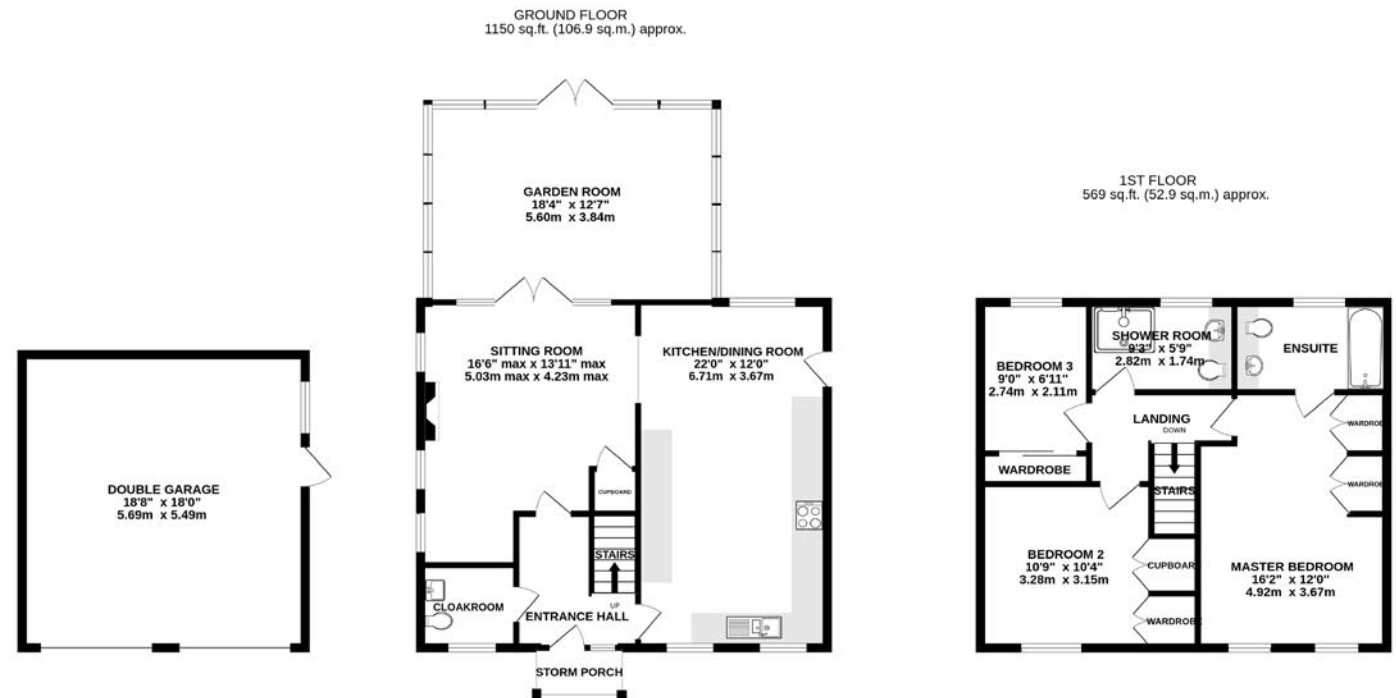 GROUND FLOOR
1150 sq.ft. (106.9 sq.m.) approx.
GARDEN ROOM
18'4" x 12'7"
5.60m x 3.84m
SITTING ROOM
16'6" max x 13'11" max
5.03m max x 4.23m max
KITCHEN/DINING ROOM
22'0" x 12'0"
6.71m x 3.67m
CUPBOARD
STAIRS
UP
CLOAKROOM
ENTRANCE HALL
STORM PORCH
DOUBLE GARAGE
18'8" x 18'0"
5.69m x 5.49m
1ST FLOOR
569 sq.ft. (52.9 sq.m.) approx.
SHOWER ROOM
9'3" x 5'9"
2.82m x 1.74m
ENSUITE
BEDROOM 3
9'0" x 6'11"
2.74m x 2.11m
LANDING
DOWN
WARDROBE
WARDROBE
WARDROBE
STAIRS
BEDROOM 2
10'9" x 10'4"
3.28m x 3.15m
CUPBOAR
WARDROBE
MASTER BEDROOM
16'2" x 12'0"
4.92m x 3.67m